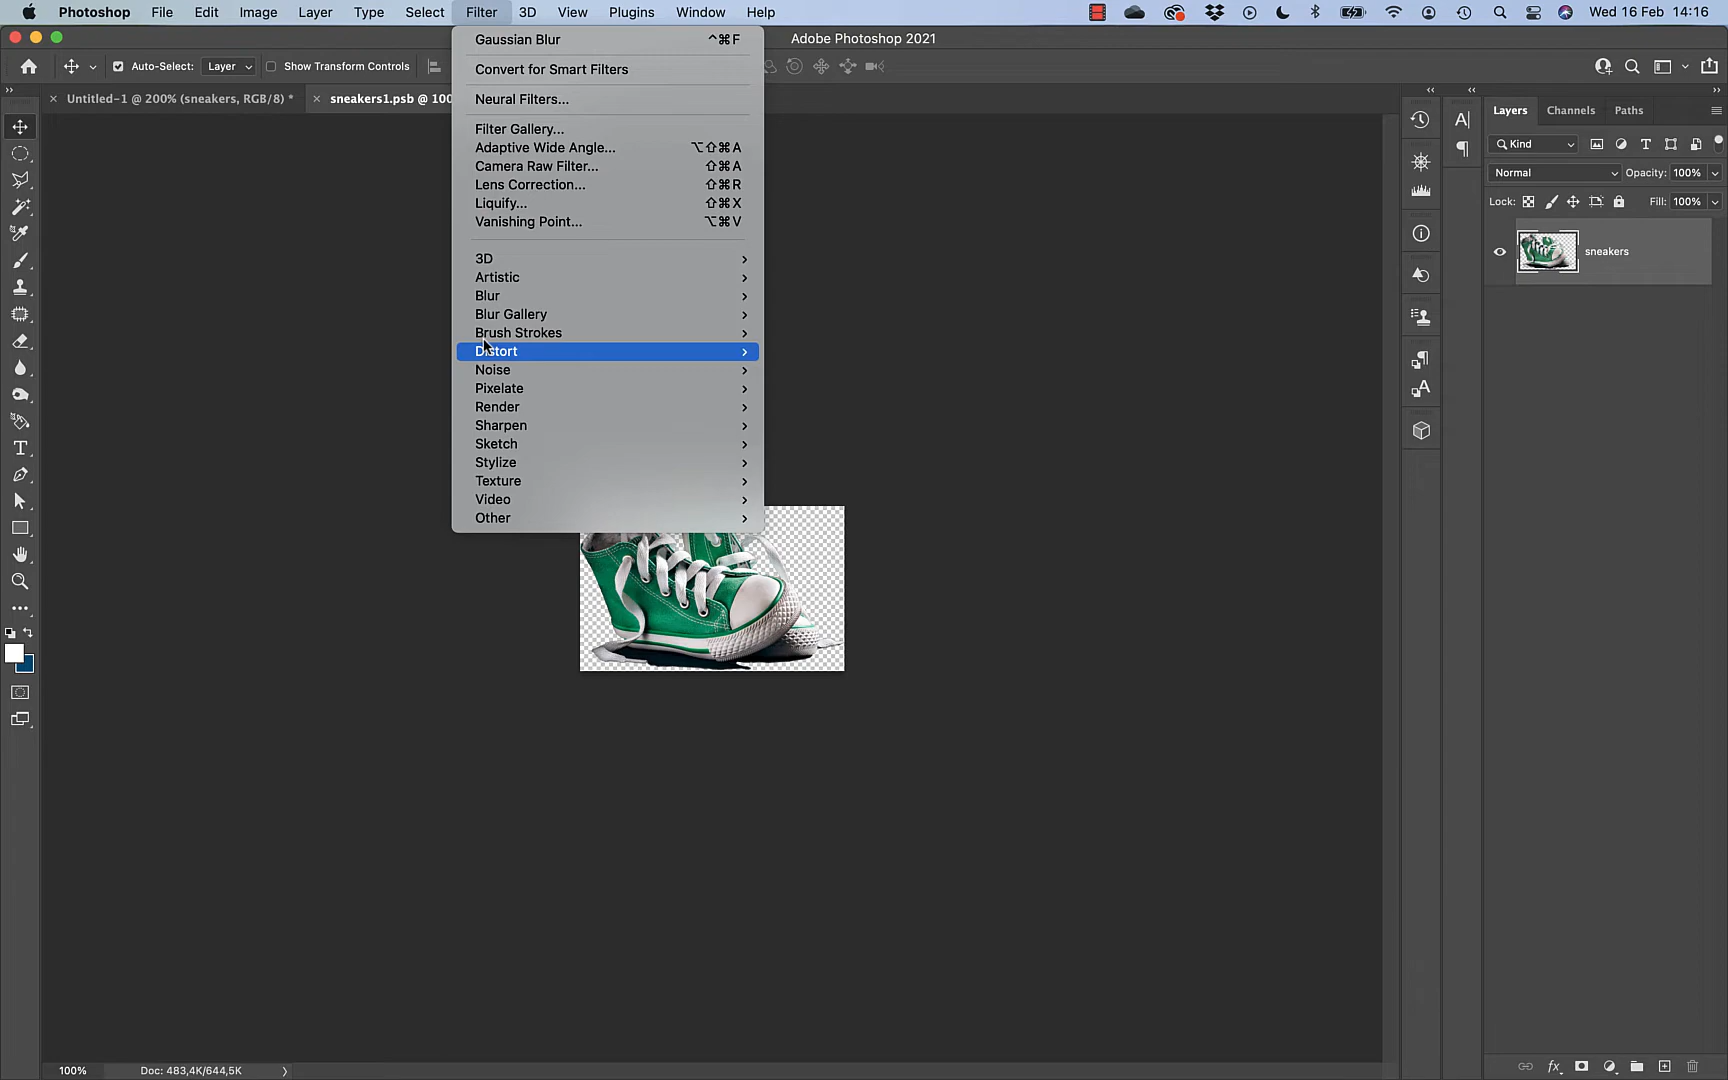 Photoshop File Edit Image Layer Type Select Filter 3D View Plugins Window Help Wed 16 Feb 14:16
Adobe Photoshop 2021
Auto-Select: Layer Show Transform Controls
Untitled-1 @ 200% (sneakers, RGB/8) * sneakers1.psb @ 100
Gaussian Blur ^⌘F
Convert for Smart Filters
Neural Filters...
Filter Gallery...
Adaptive Wide Angle... ⌥⇧⌘A
Camera Raw Filter... ⇧⌘A
Lens Correction... ⇧⌘R
Liquify... ⇧⌘X
Vanishing Point... ⌥⌘V
3D
Artistic
Blur
Blur Gallery
Brush Strokes
Distort
Noise
Pixelate
Render
Sharpen
Sketch
Stylize
Texture
Video
Other
Layers Channels Paths
Kind
Normal Opacity: 100%
Lock: Fill: 100%
sneakers
100% Doc: 483,4K/644,5K